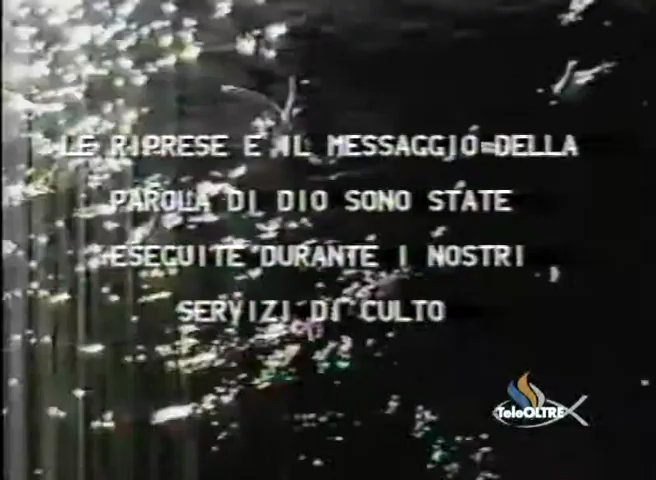 LE RIPRESE E IL MESSAGGIO DELLA
PAROLA DI DIO SONO STATE
ESEGUITE DURANTE I NOSTRI
SERVIZI DI CULTO
TeleOLTRE